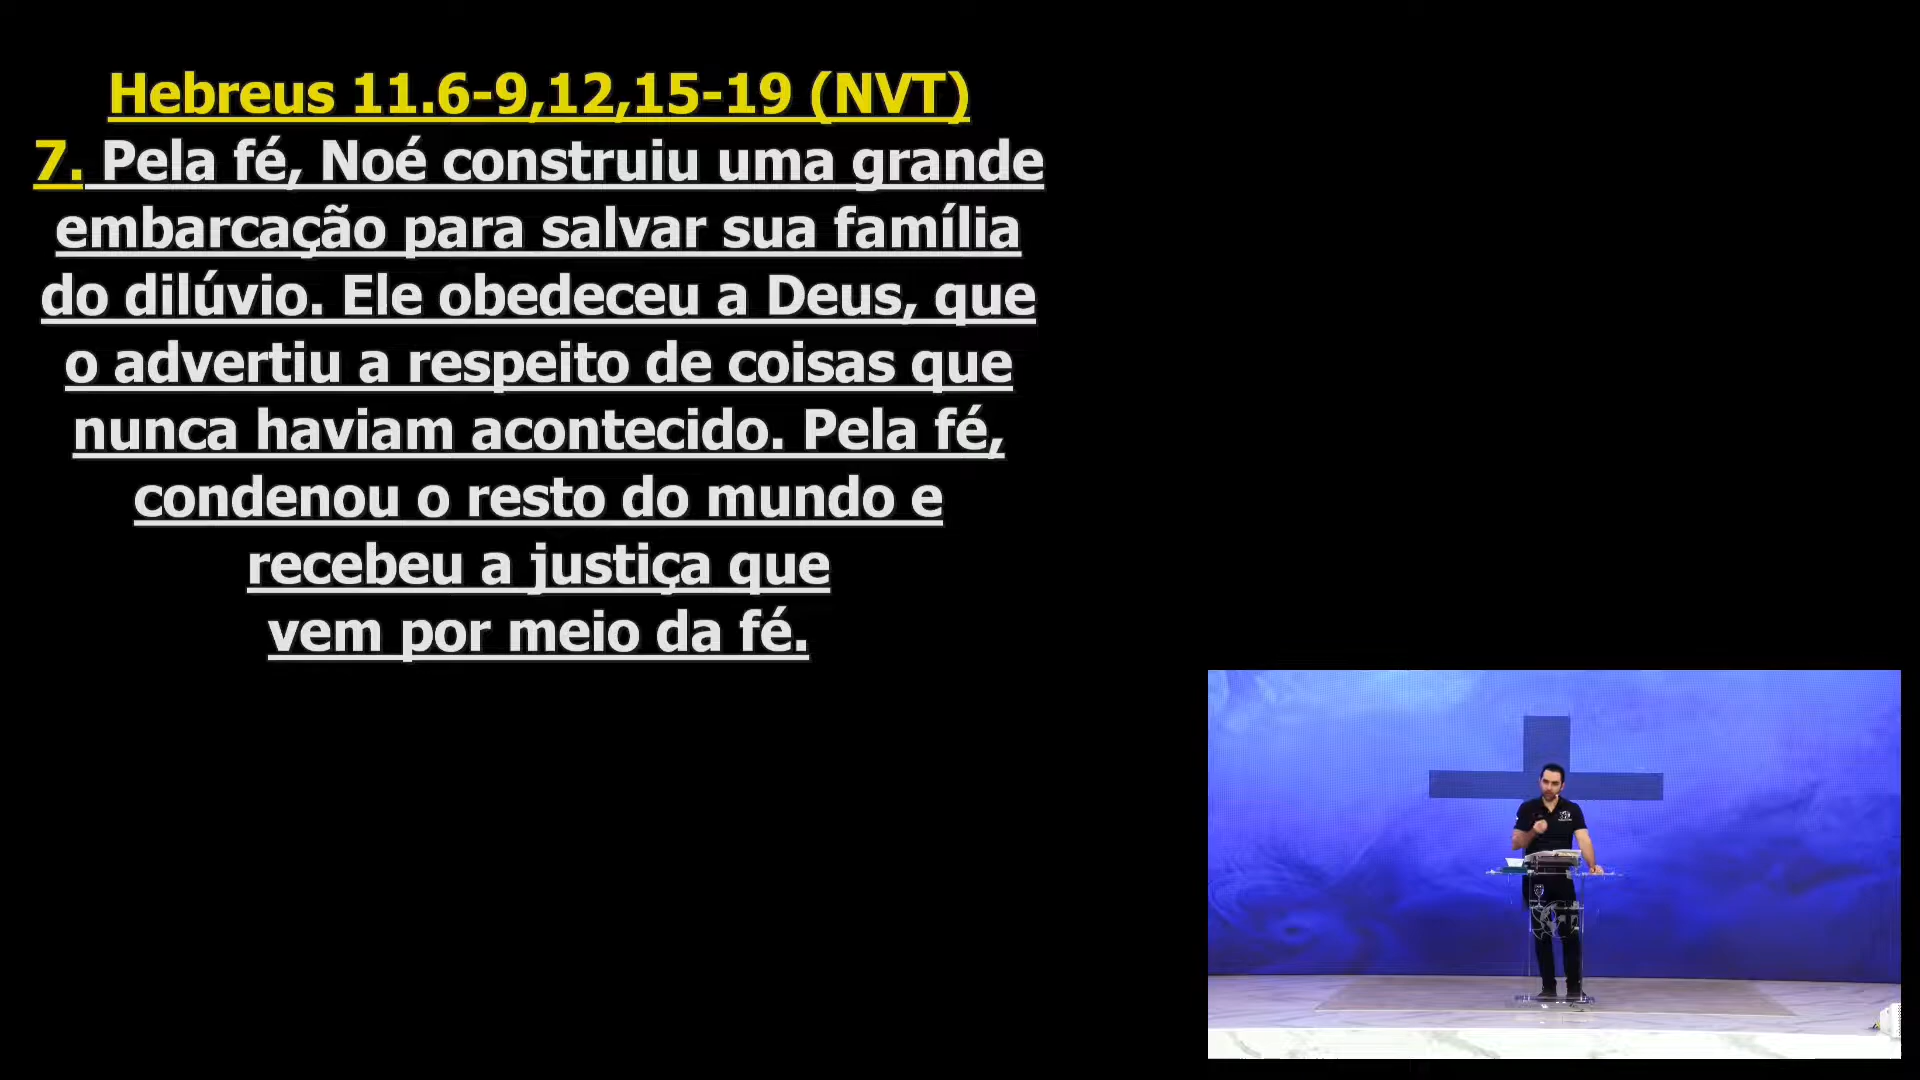 Hebreus 11.6-9,12,15-19 (NVT)
7. Pela fé, Noé construiu uma grande
embarcação para salvar sua família
do dilúvio. Ele obedeceu a Deus, que
o advertiu a respeito de coisas que
nunca haviam acontecido. Pela fé,
condenou o resto do mundo e
recebeu a justiça que
vem por meio da fé.